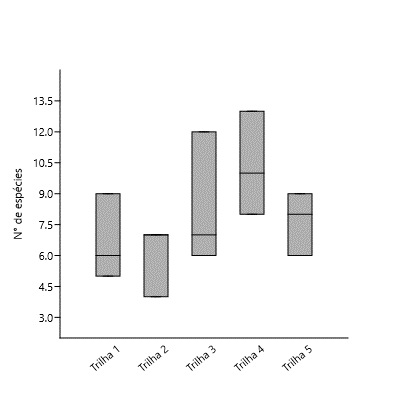 N° de espécies
13.5
12.0
10.5
9.0
7.5
6.0
4.5
3.0
Trilha 1
Trilha 2
Trilha 3
Trilha 4
Trilha 5